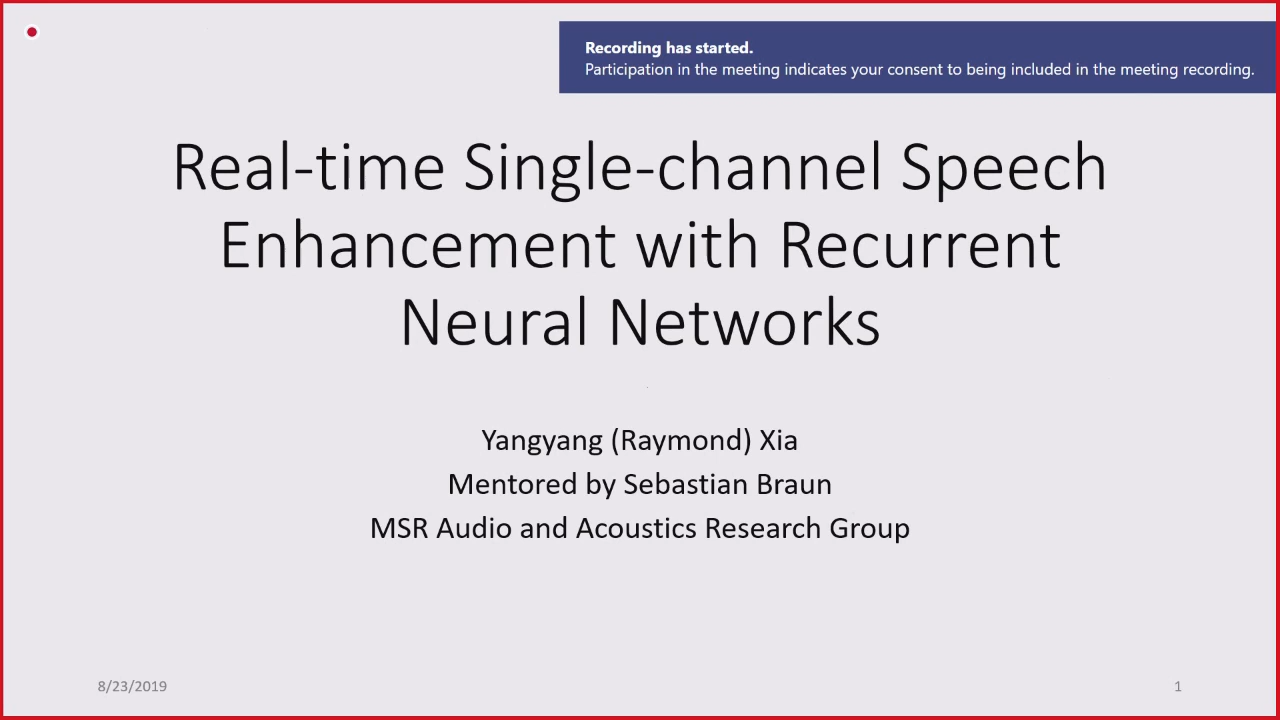 Recording has started.
Participation in the meeting indicates your consent to being included in the meeting recording.
Real-time Single-channel Speech
Enhancement with Recurrent
Neural Networks
Yangyang (Raymond) Xia
Mentored by Sebastian Braun
MSR Audio and Acoustics Research Group
8/23/2019
1